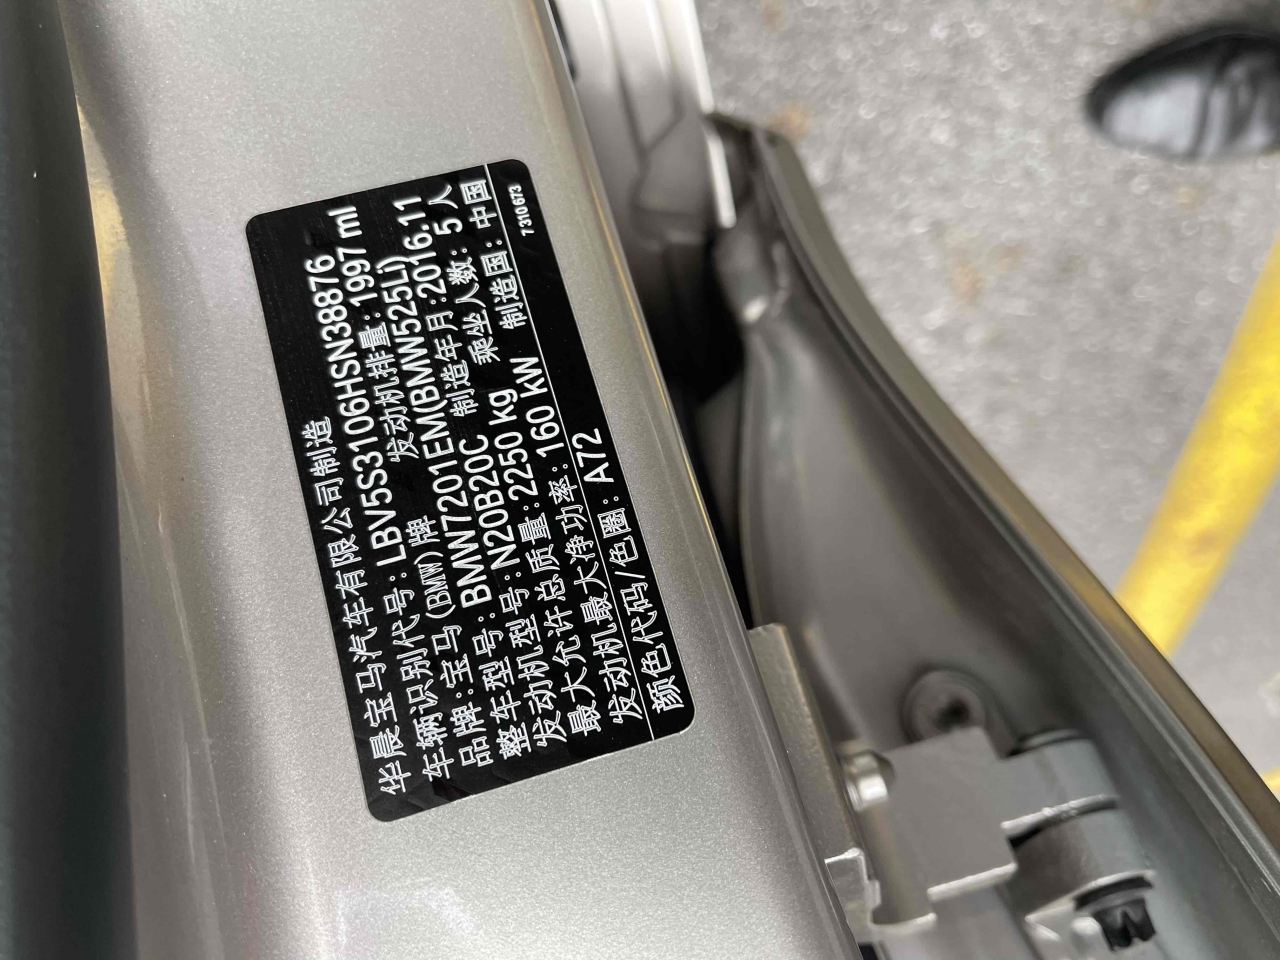 华晨宝马汽车有限公司制造
车辆识别代号:LBV5S3106HSN38876
品牌:宝马(BMW)牌 发动机排量:1997 ml
整车型号:BMW7201EM(BMW525Li)
发动机型号:N20B20C 制造年月:2016.11
最大允许总质量:2250 kg 乘坐人数:5人
发动机最大净功率:160 kW 制造国:中国
颜色代码/色圈:A72
7310673